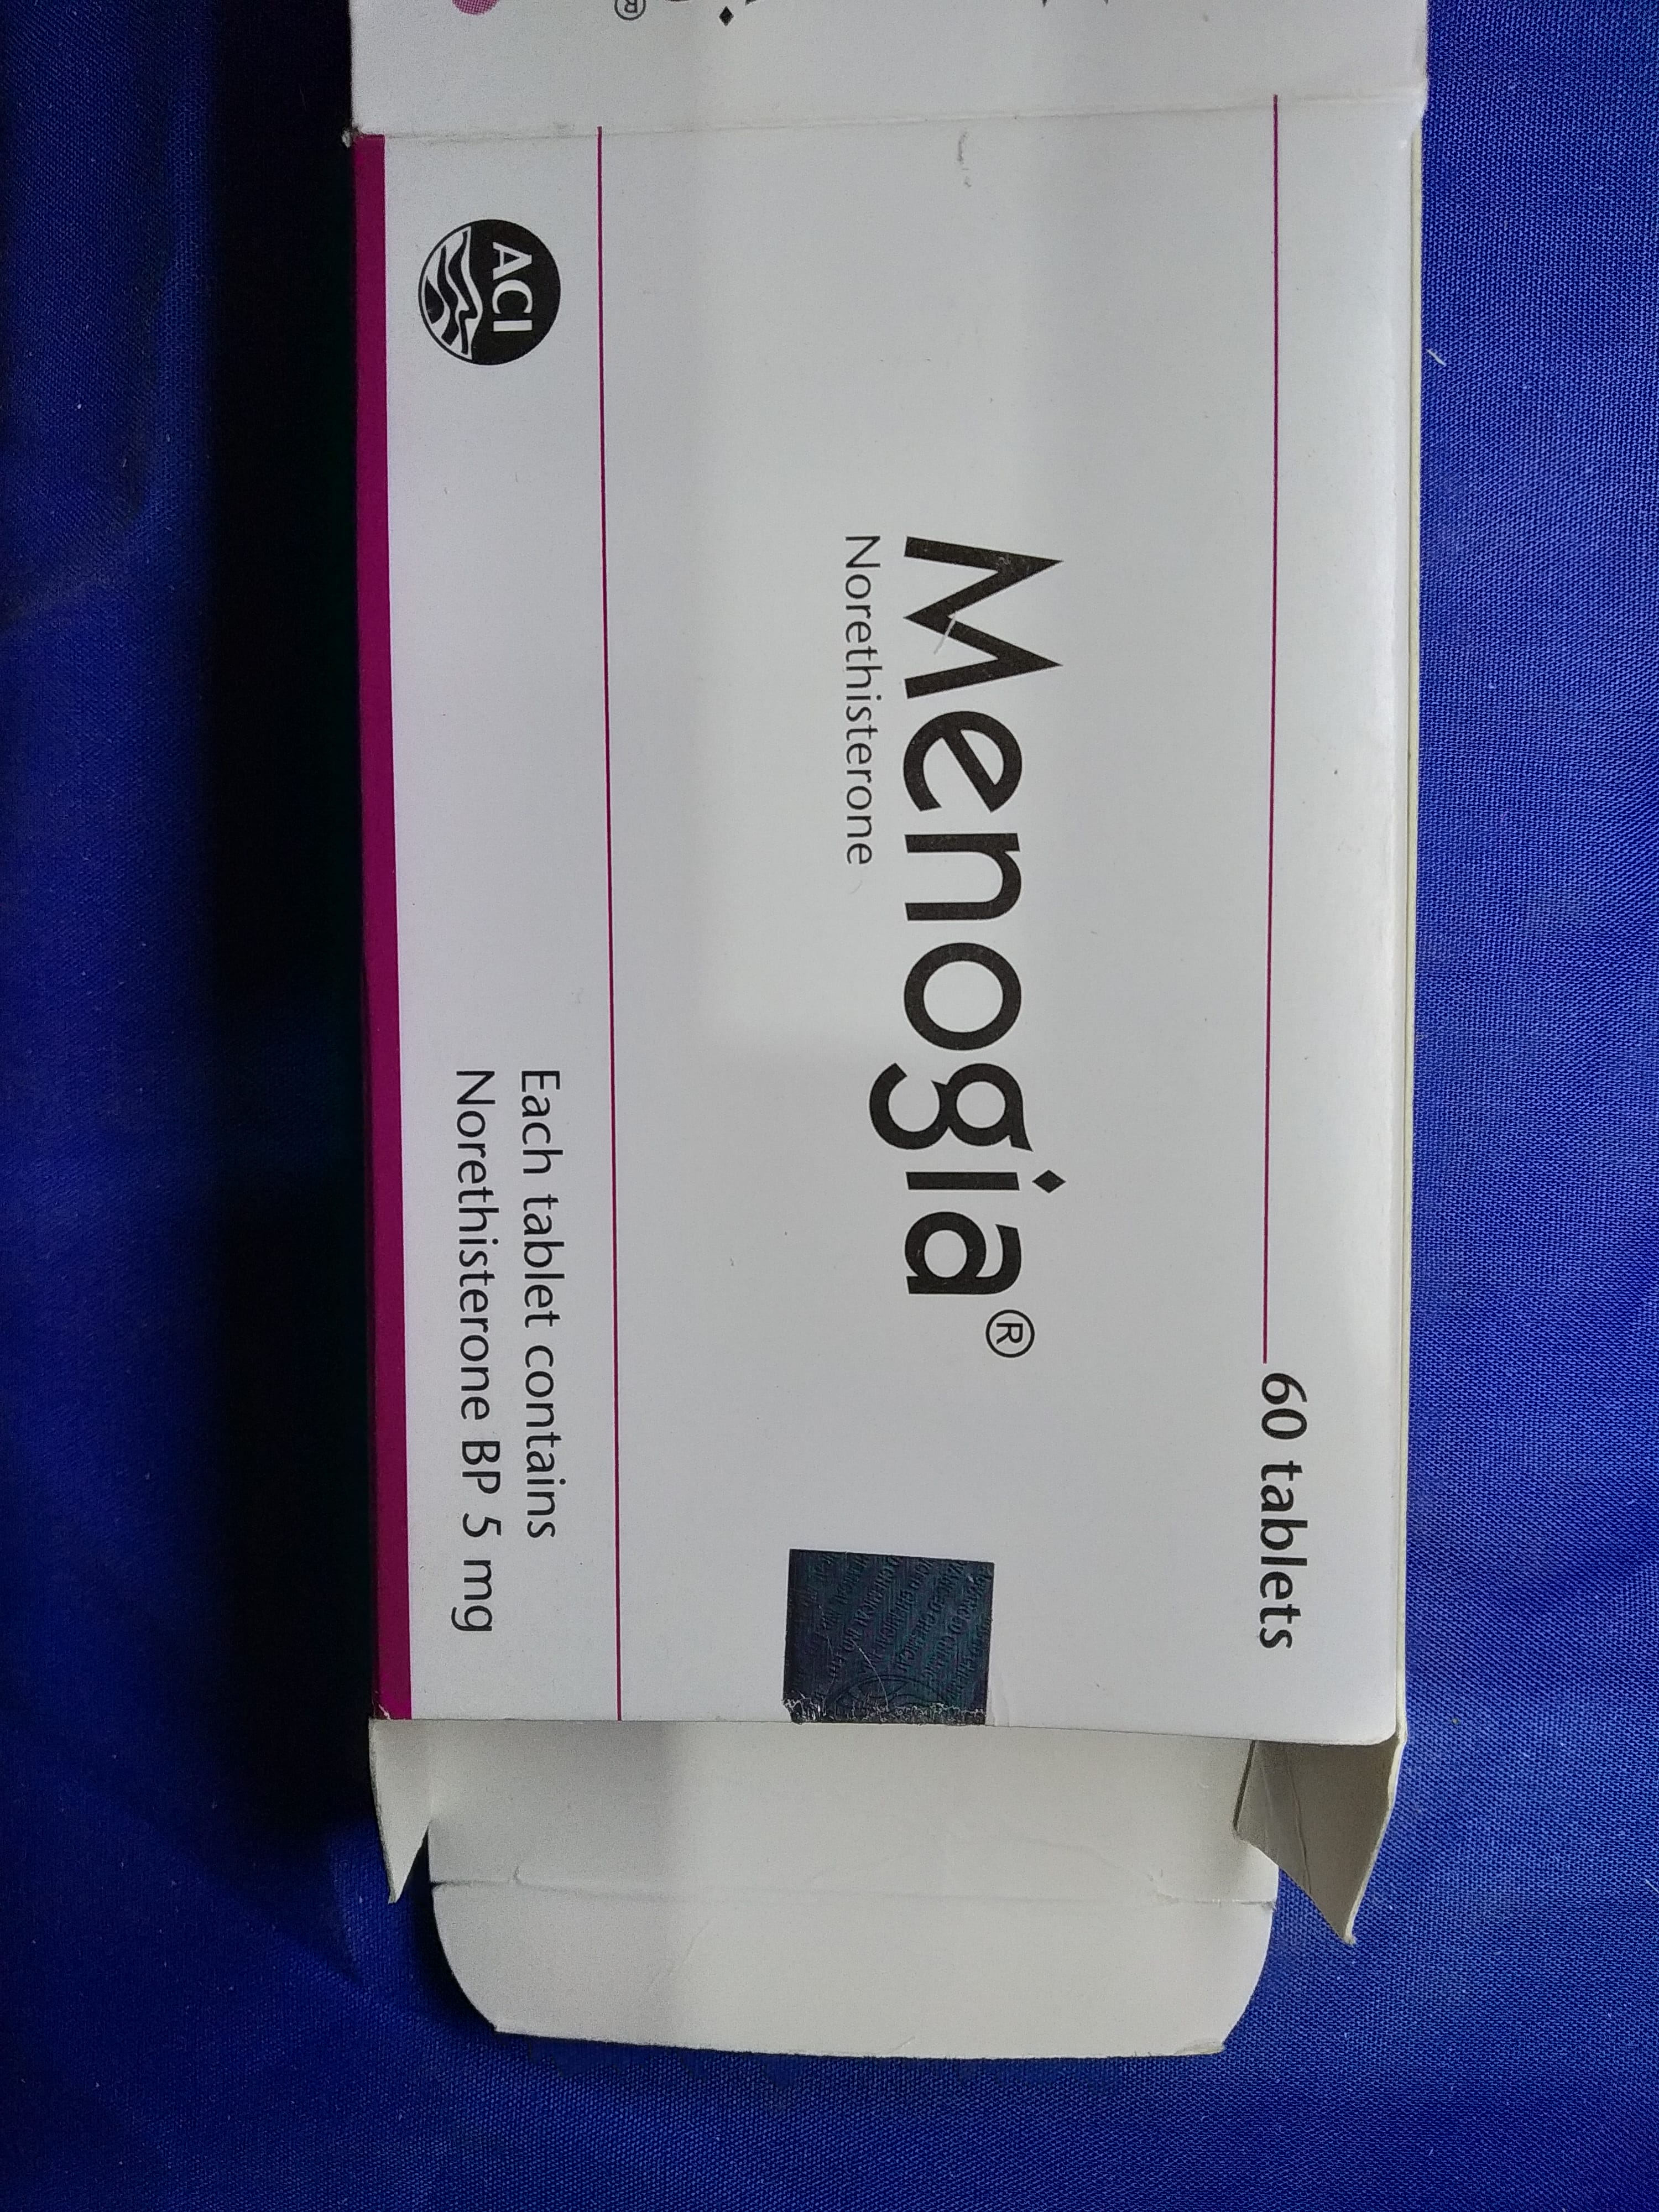 60 tablets
Menogia®
Norethisterone
ACI
Each tablet contains
Norethisterone BP 5 mg